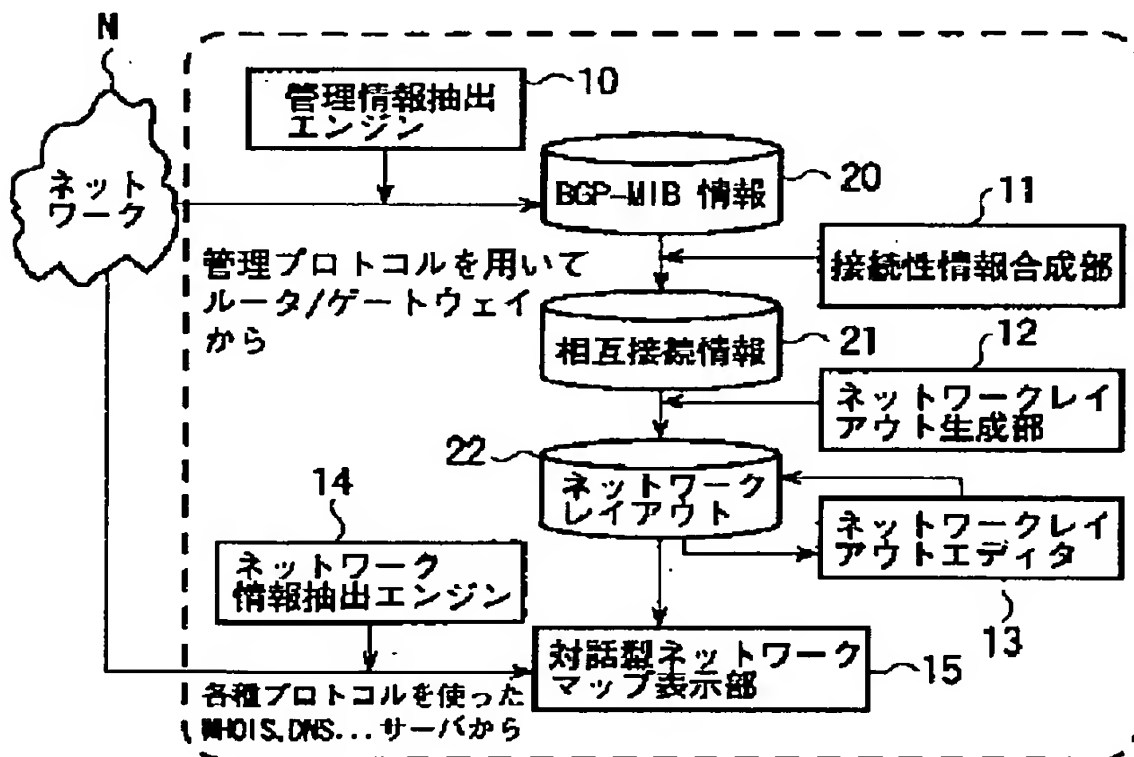 N
10
管理情報抽出
エンジン
ネット
ワーク
BGP-MIB 情報
20
11
接続性情報合成部
管理プロトコルを用いて
ルータ/ゲートウェイ
から
相互接続情報
21
12
ネットワークレイ
アウト生成部
22
ネットワーク
レイアウト
14
ネットワーク
情報抽出エンジン
ネットワークレイ
アウトエディタ
13
対話型ネットワーク
マップ表示部
15
各種プロトコルを使った
WHOIS,DNS...サーバから